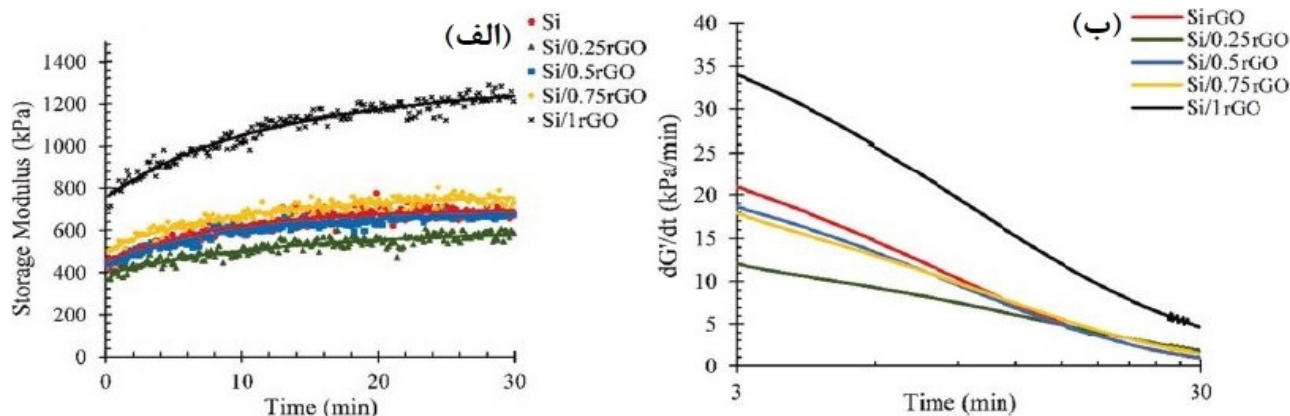 (الف)
Si
Si/0.25rGO
Si/0.5rGO
Si/0.75rGO
Si/1rGO
Storage Modulus (kPa)
1400
1200
1000
800
600
400
200
0
0 10 20 30
Time (min)
(ب)
SirGO
Si/0.25rGO
Si/0.5rGO
Si/0.75rGO
Si/1rGO
dG'/dt (kPa/min)
40
35
30
25
20
15
10
5
0
3 30
Time (min)